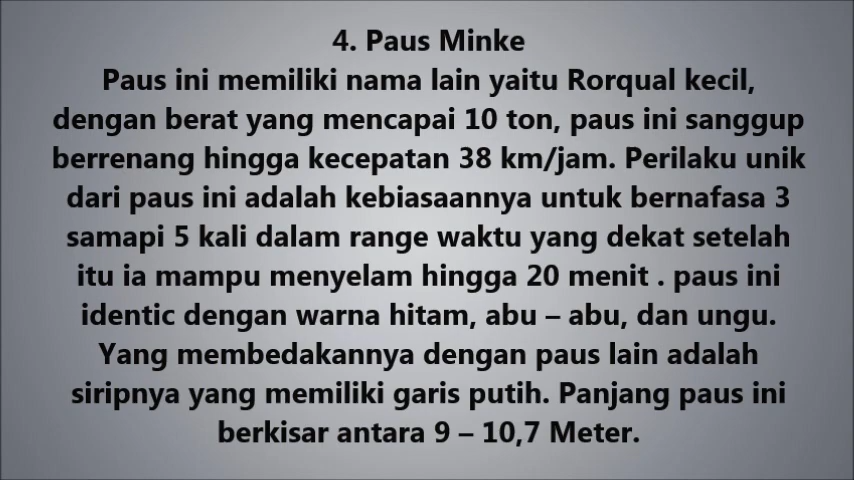 4. Paus Minke
Paus ini memiliki nama lain yaitu Rorqual kecil,
dengan berat yang mencapai 10 ton, paus ini sanggup
berrenang hingga kecepatan 38 km/jam. Perilaku unik
dari paus ini adalah kebiasaannya untuk bernafasa 3
samapi 5 kali dalam range waktu yang dekat setelah
itu ia mampu menyelam hingga 20 menit . paus ini
identic dengan warna hitam, abu – abu, dan ungu.
Yang membedakannya dengan paus lain adalah
siripnya yang memiliki garis putih. Panjang paus ini
berkisar antara 9 – 10,7 Meter.